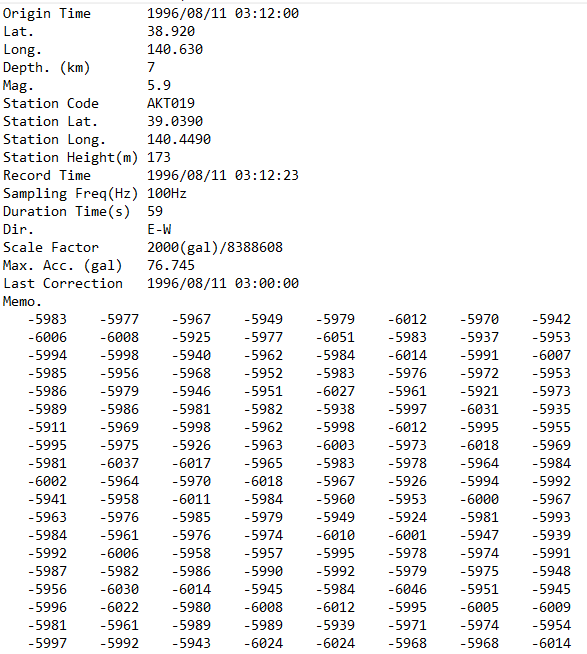 Origin Time       1996/08/11 03:12:00
Lat.              38.920
Long.             140.630
Depth. (km)       7
Mag.              5.9
Station Code      AKT019
Station Lat.      39.0390
Station Long.     140.4490
Station Height(m) 173
Record Time       1996/08/11 03:12:23
Sampling Freq(Hz) 100Hz
Duration Time(s)  59
Dir.              E-W
Scale Factor      2000(gal)/8388608
Max. Acc. (gal)   76.745
Last Correction   1996/08/11 03:00:00
Memo.
   -5983    -5977    -5967    -5949    -5979    -6012    -5970    -5942
   -6006    -6008    -5925    -5977    -6051    -5983    -5937    -5953
   -5994    -5998    -5940    -5962    -5984    -6014    -5991    -6007
   -5985    -5956    -5968    -5952    -5983    -5976    -5972    -5953
   -5986    -5979    -5946    -5951    -6027    -5961    -5921    -5973
   -5989    -5986    -5981    -5982    -5938    -5997    -6031    -5935
   -5911    -5969    -5998    -5962    -5998    -6012    -5995    -5955
   -5995    -5975    -5926    -5963    -6003    -5973    -6018    -5969
   -5981    -6037    -6017    -5965    -5983    -5978    -5964    -5984
   -6002    -5964    -5970    -6018    -5967    -5926    -5994    -5992
   -5941    -5958    -6011    -5984    -5960    -5953    -6000    -5967
   -5963    -5976    -5985    -5979    -5949    -5924    -5981    -5993
   -5984    -5961    -5976    -5974    -6010    -6001    -5947    -5939
   -5992    -6006    -5958    -5957    -5995    -5978    -5974    -5991
   -5987    -5982    -5986    -5990    -5992    -5979    -5975    -5948
   -5956    -6030    -6014    -5945    -5984    -6046    -5951    -5945
   -5996    -6022    -5980    -6008    -6012    -5995    -6005    -6009
   -5981    -5961    -5989    -5989    -5939    -5971    -5974    -5954
   -5997    -5992    -5943    -6024    -6024    -5968    -5968    -6014